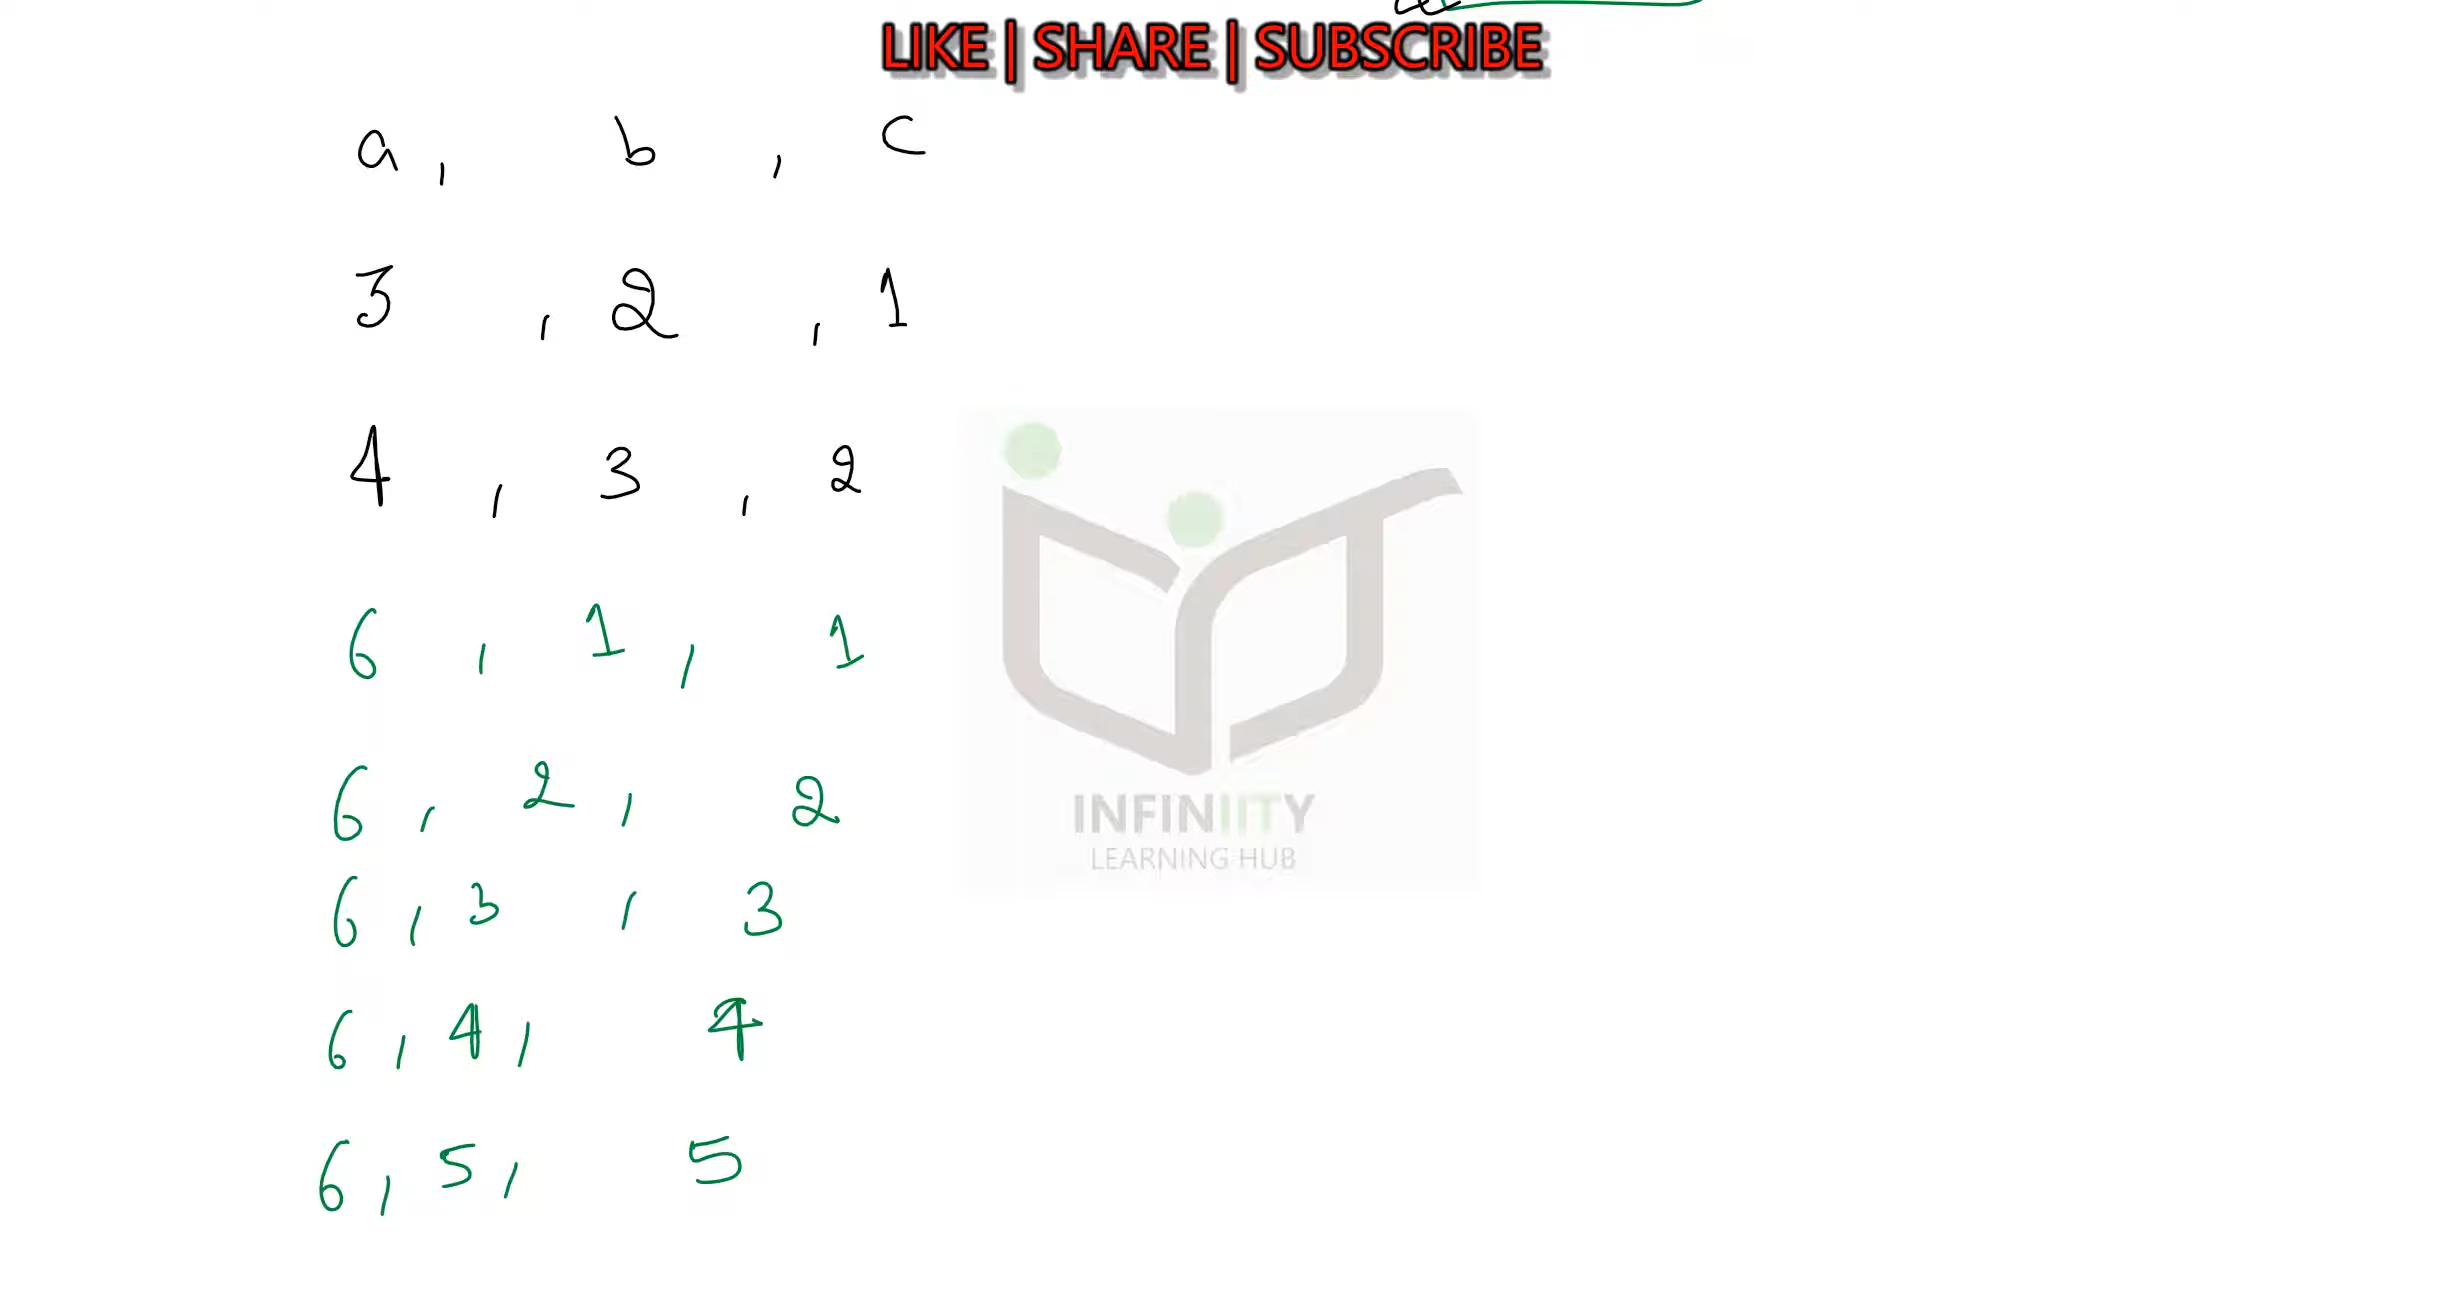 LIKE | SHARE | SUBSCRIBE
a, b, c
3, 2, 1
4, 3, 2
6, 1, 1
6, 2, 2
6, 3, 3
6, 4, 4
6, 5, 5
INFINIITY
LEARNING HUB